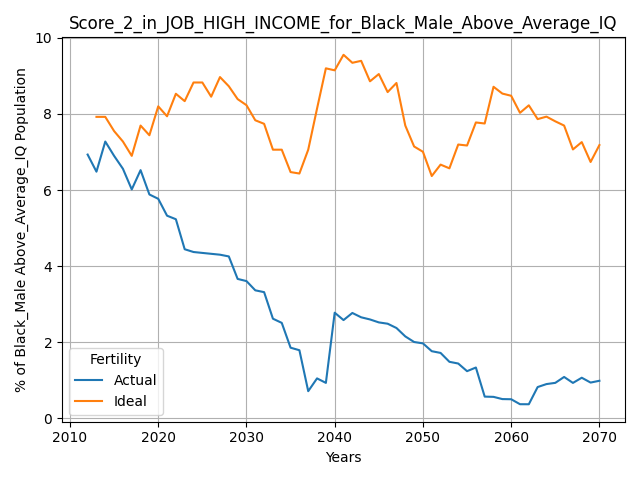 Score_2_in_JOB_HIGH_INCOME_for_Black_Male_Above_Average_IQ
% of Black_Male Above_Average_IQ Population
10
8
6
4
2
0
Fertility
Actual
Ideal
2010 2020 2030 2040 2050 2060 2070
Years